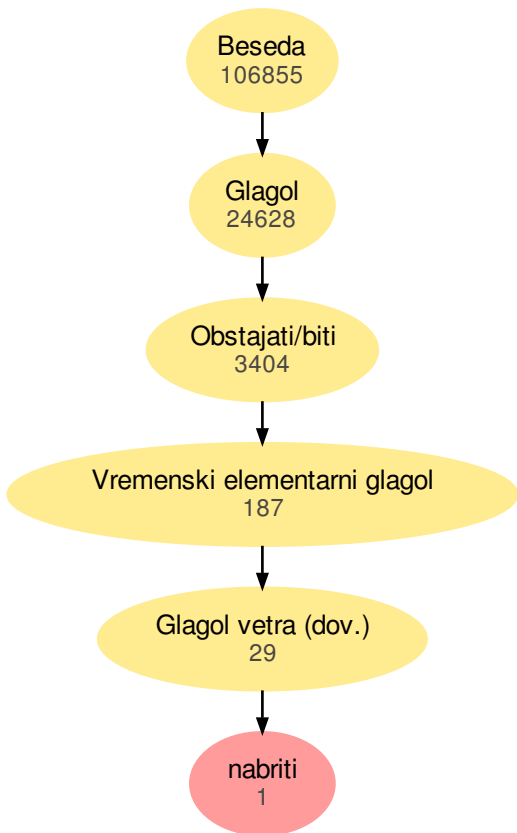 Beseda
106855
Glagol
24628
Obstajati/biti
3404
Vremenski elementarni glagol
187
Glagol vetra (dov.)
29
nabriti
1